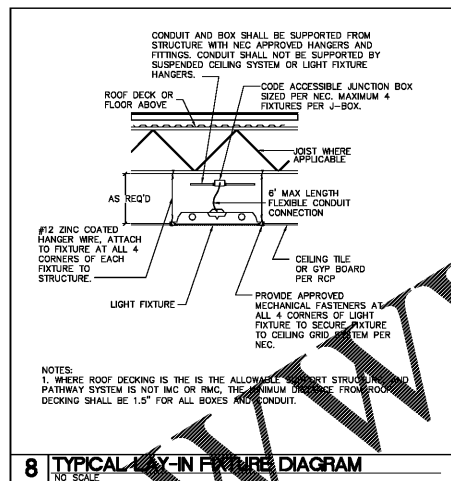 CONDUIT AND BOX SHALL BE SUPPORTED FROM
STRUCTURE WITH NEC APPROVED HANGERS AND
FITTINGS. CONDUIT SHALL NOT BE SUPPORTED BY
SUSPENDED CEILING SYSTEM OR LIGHT FIXTURE
HANGERS.
CODE ACCESSIBLE JUNCTION BOX
SIZED PER NEC. MAXIMUM 4
FIXTURES PER J-BOX.
ROOF DECK OR
FLOOR ABOVE
JOIST WHERE
APPLICABLE
AS REQ'D
6' MAX LENGTH
FLEXIBLE CONDUIT
CONNECTION
#12 ZINC COATED
HANGER WIRE, ATTACH
TO FIXTURE AT ALL 4
CORNERS OF EACH
FIXTURE TO
STRUCTURE.
CEILING TILE
OR GYP BOARD
PER RCP
LIGHT FIXTURE
PROVIDE APPROVED
MECHANICAL FASTENERS AT
ALL 4 CORNERS OF LIGHT
FIXTURE TO SECURE FIXTURE
TO CEILING GRID SYSTEM PER
NEC.
NOTES:
1. WHERE ROOF DECKING IS THE IS THE ALLOWABLE SUPPORT STRUCTURE, AND
PATHWAY SYSTEM IS NOT IMC OR RMC, THE MINIMUM DISTANCE FROM ROOF
DECKING SHALL BE 1.5" FOR ALL BOXES AND CONDUIT.
8 TYPICAL LAY-IN FIXTURE DIAGRAM
NO SCALE